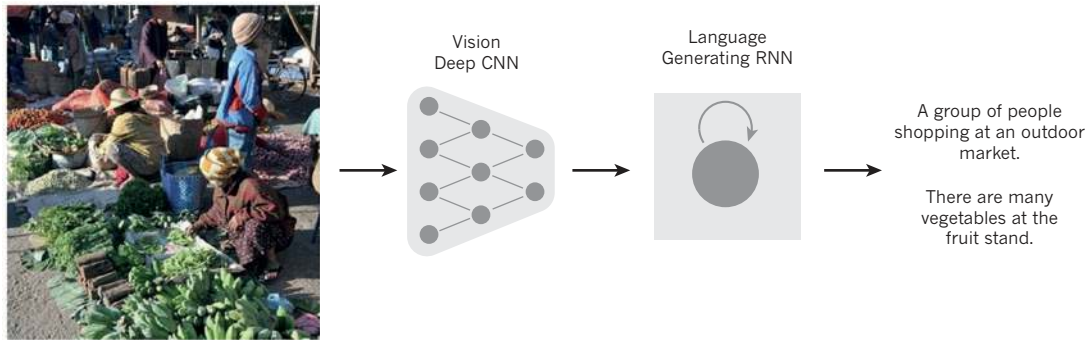 Vision
Deep CNN
Language
Generating RNN
A group of people
shopping at an outdoor
market.
There are many
vegetables at the
fruit stand.